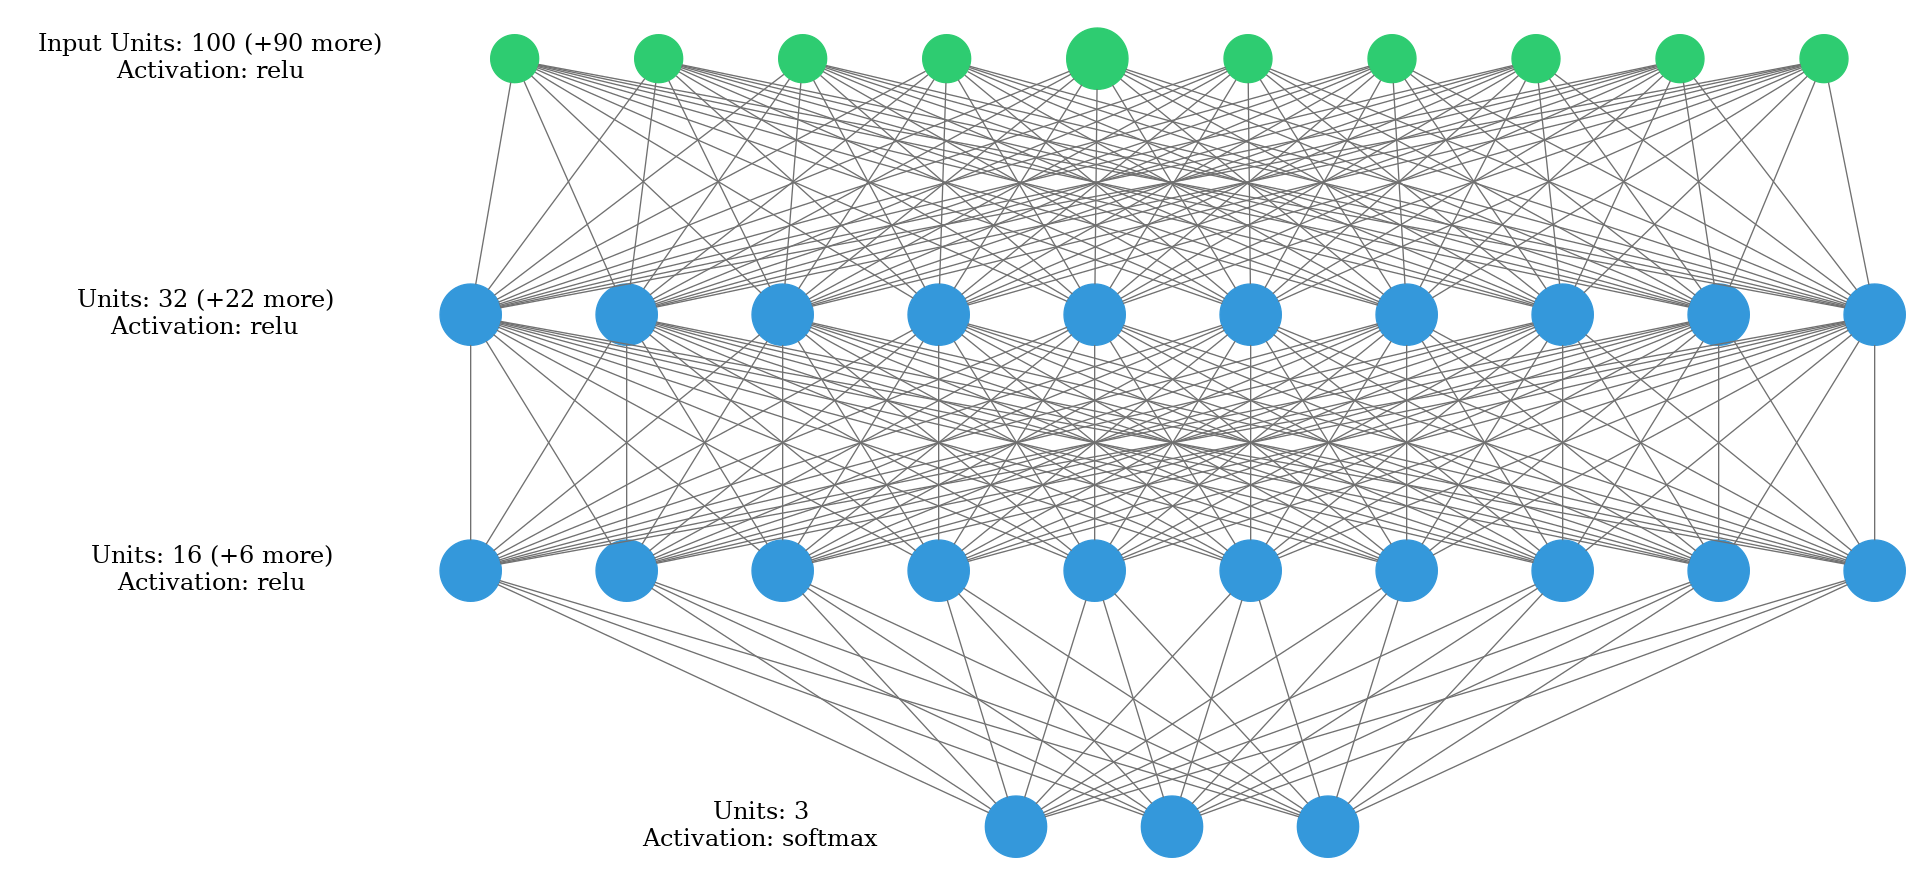 Input Units: 100 (+90 more)
Activation: relu
Units: 32 (+22 more)
Activation: relu
Units: 16 (+6 more)
Activation: relu
Units: 3
Activation: softmax